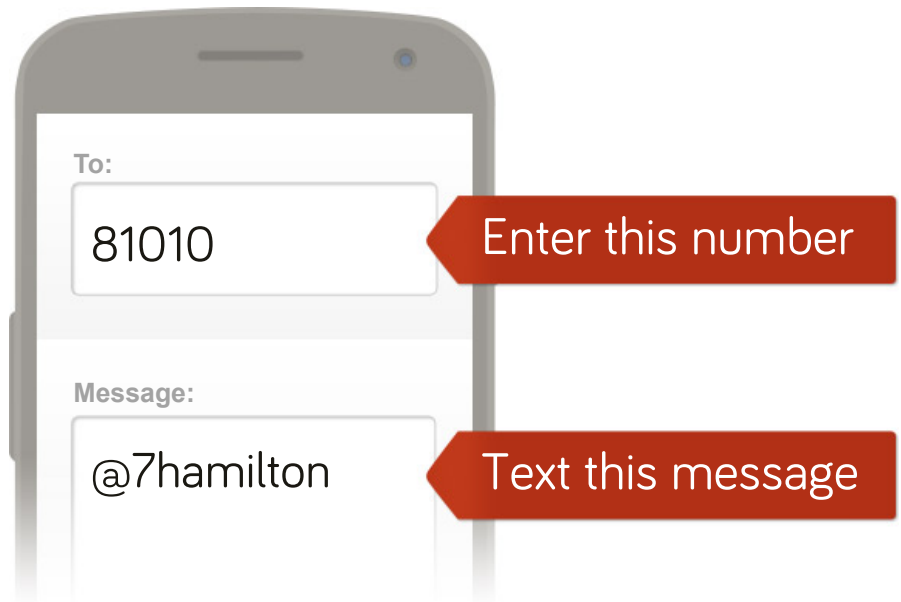 To:
81010
Enter this number
Message:
@7hamilton
Text this message